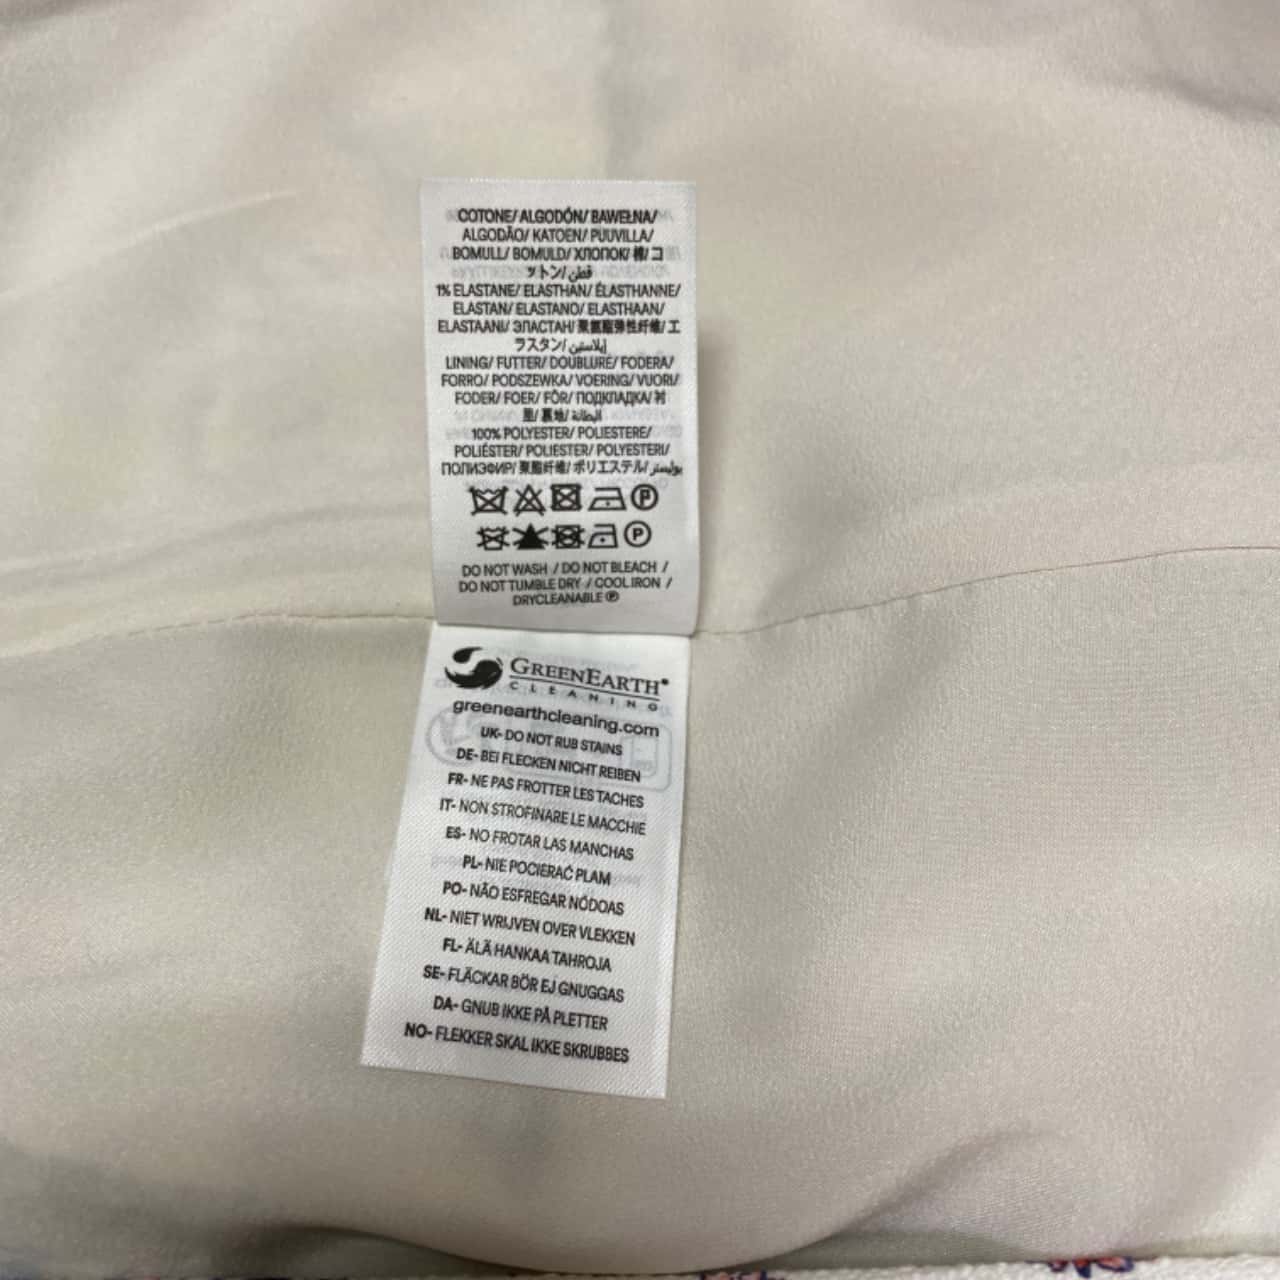 COTONE/ ALGODÓN/ BAWEŁNA/
ALGODÃO/ KATOEN/ PUUVILLA/
BOMULL/ BOMULD/ ХЛОПОК/ 棉/ コ
ットン/ قطن
1% ELASTANE/ ELASTHAN/ ÉLASTHANNE/
ELASTAN/ ELASTANO/ ELASTHAAN/
ELASTAANI/ ЭЛАСТАН/ 聚氨酯弹性纤维/ エ
ラスタン/ إيلاستين
LINING/ FUTTER/ DOUBLURE/ FODERA/
FORRO/ PODSZEWKA/ VOERING/ VUORI/
FODER/ FOER/ FÔR/ ПОДКЛАДКА/ 衬
里/ 裏地/ البطانة
100% POLYESTER/ POLIESTERE/
POLIÉSTER/ POLIESTER/ POLYESTERI/
ПОЛИЭФИР/ 聚酯纤维/ ポリエステル/ بوليستر
P
P
DO NOT WASH / DO NOT BLEACH /
DO NOT TUMBLE DRY / COOL IRON /
DRYCLEANABLE Ⓟ
GREENEARTH®
CLEANING
greenearthcleaning.com
UK- DO NOT RUB STAINS
DE- BEI FLECKEN NICHT REIBEN
FR- NE PAS FROTTER LES TACHES
IT- NON STROFINARE LE MACCHIE
ES- NO FROTAR LAS MANCHAS
PL- NIE POCIERAĆ PLAM
PO- NÃO ESFREGAR NÓDOAS
NL- NIET WRIJVEN OVER VLEKKEN
FL- ÄLÄ HANKAA TAHROJA
SE- FLÄCKAR BÖR EJ GNUGGAS
DA- GNUB IKKE PÅ PLETTER
NO- FLEKKER SKAL IKKE SKRUBBES